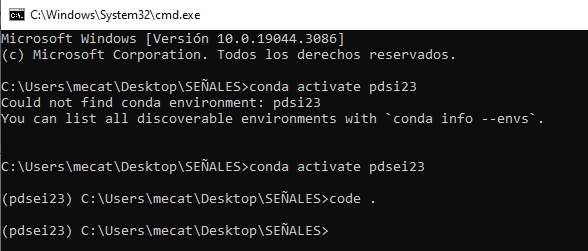 C:\Windows\System32\cmd.exe
Microsoft Windows [Versión 10.0.19044.3086]
(c) Microsoft Corporation. Todos los derechos reservados.
C:\Users\mecat\Desktop\SEÑALES>conda activate pdsi23
Could not find conda environment: pdsi23
You can list all discoverable environments with `conda info --envs`.
C:\Users\mecat\Desktop\SEÑALES>conda activate pdsei23
(pdsei23) C:\Users\mecat\Desktop\SEÑALES>code .
(pdsei23) C:\Users\mecat\Desktop\SEÑALES>